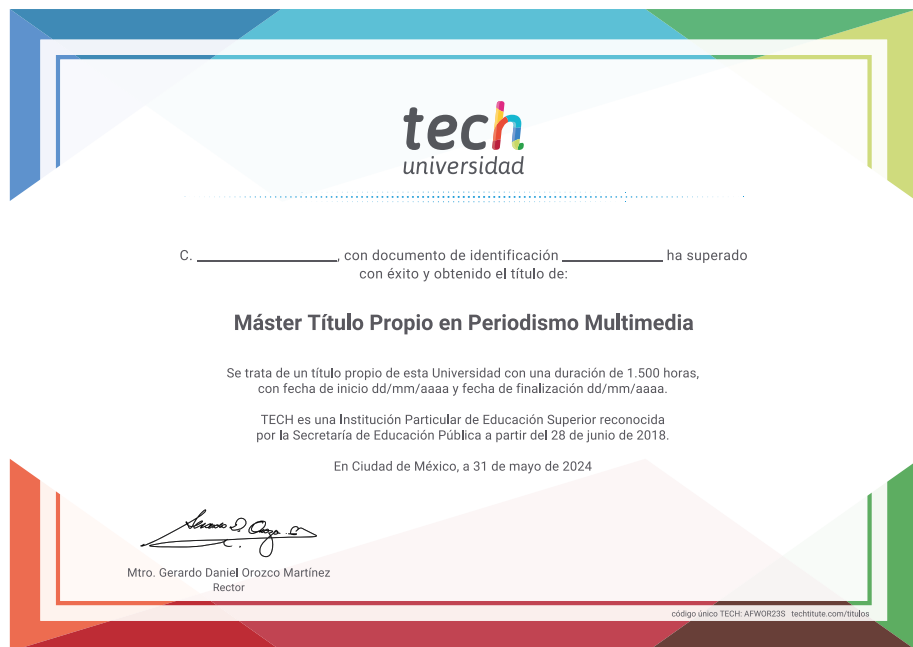 tech
universidad
C. ____________________, con documento de identificación ______________ ha superado
con éxito y obtenido el título de:
Máster Título Propio en Periodismo Multimedia
Se trata de un título propio de esta Universidad con una duración de 1.500 horas,
con fecha de inicio dd/mm/aaaa y fecha de finalización dd/mm/aaaa.
TECH es una Institución Particular de Educación Superior reconocida
por la Secretaría de Educación Pública a partir del 28 de junio de 2018.
En Ciudad de México, a 31 de mayo de 2024
Mtro. Gerardo Daniel Orozco Martínez
Rector
código único TECH: AFWOR23S techtitute.com/titulos